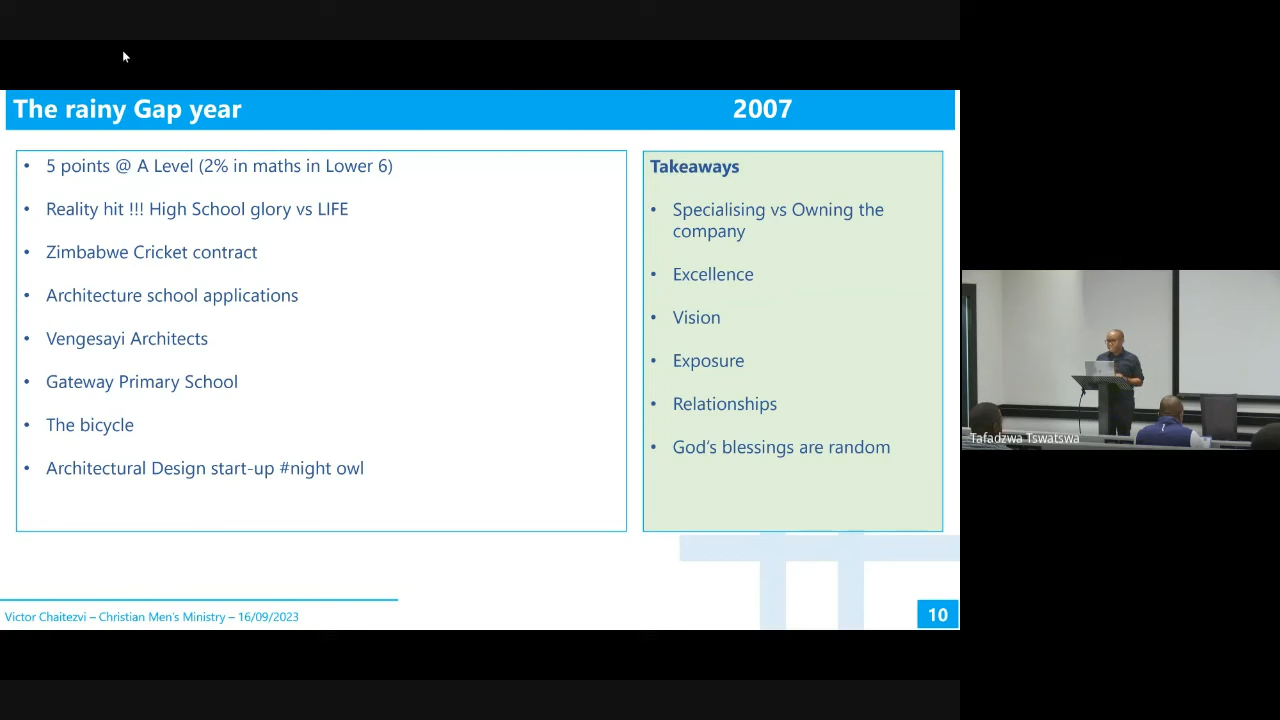 The rainy Gap year 2007
• 5 points @ A Level (2% in maths in Lower 6)
• Reality hit !!! High School glory vs LIFE
• Zimbabwe Cricket contract
• Architecture school applications
• Vengesayi Architects
• Gateway Primary School
• The bicycle
• Architectural Design start-up #night owl
Takeaways
• Specialising vs Owning the
company
• Excellence
• Vision
• Exposure
• Relationships
• God's blessings are random
Victor Chaitezvi – Christian Men's Ministry – 16/09/2023
10
Tafadzwa Tswatswa